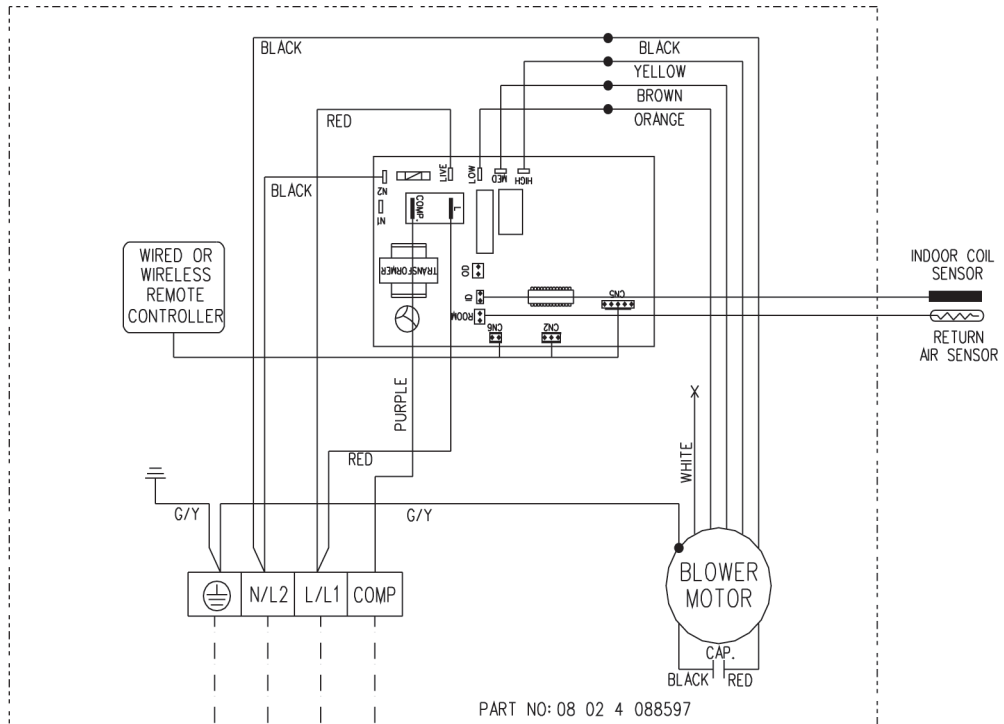 BLACK
BLACK
YELLOW
BROWN
ORANGE
RED
BLACK
N2
N1
LIVE
LOW
MED
HIGH
COMP.
L
TRANSFORMER
OD
ID
ROOM
CN6
CN2
CN5
WIRED OR
WIRELESS
REMOTE
CONTROLLER
INDOOR COIL
SENSOR
RETURN
AIR SENSOR
PURPLE
RED
WHITE
G/Y
G/Y
N/L2
L/L1
COMP
BLOWER
MOTOR
CAP.
BLACK
RED
PART NO: 08 02 4 088597